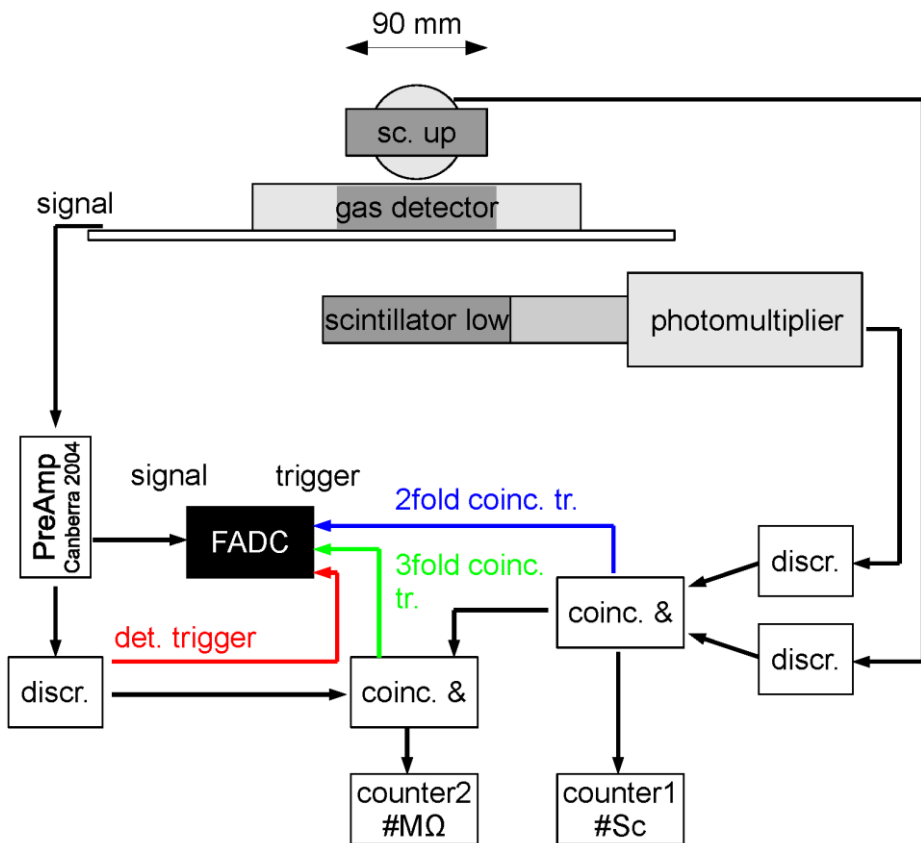 90 mm
sc. up
signal
gas detector
scintillator low
photomultiplier
PreAmp
Canberra 2004
signal
trigger
2fold coinc. tr.
FADC
3fold coinc.
tr.
discr.
coinc. &
det. trigger
discr.
discr.
coinc. &
counter2
#MΩ
counter1
#Sc